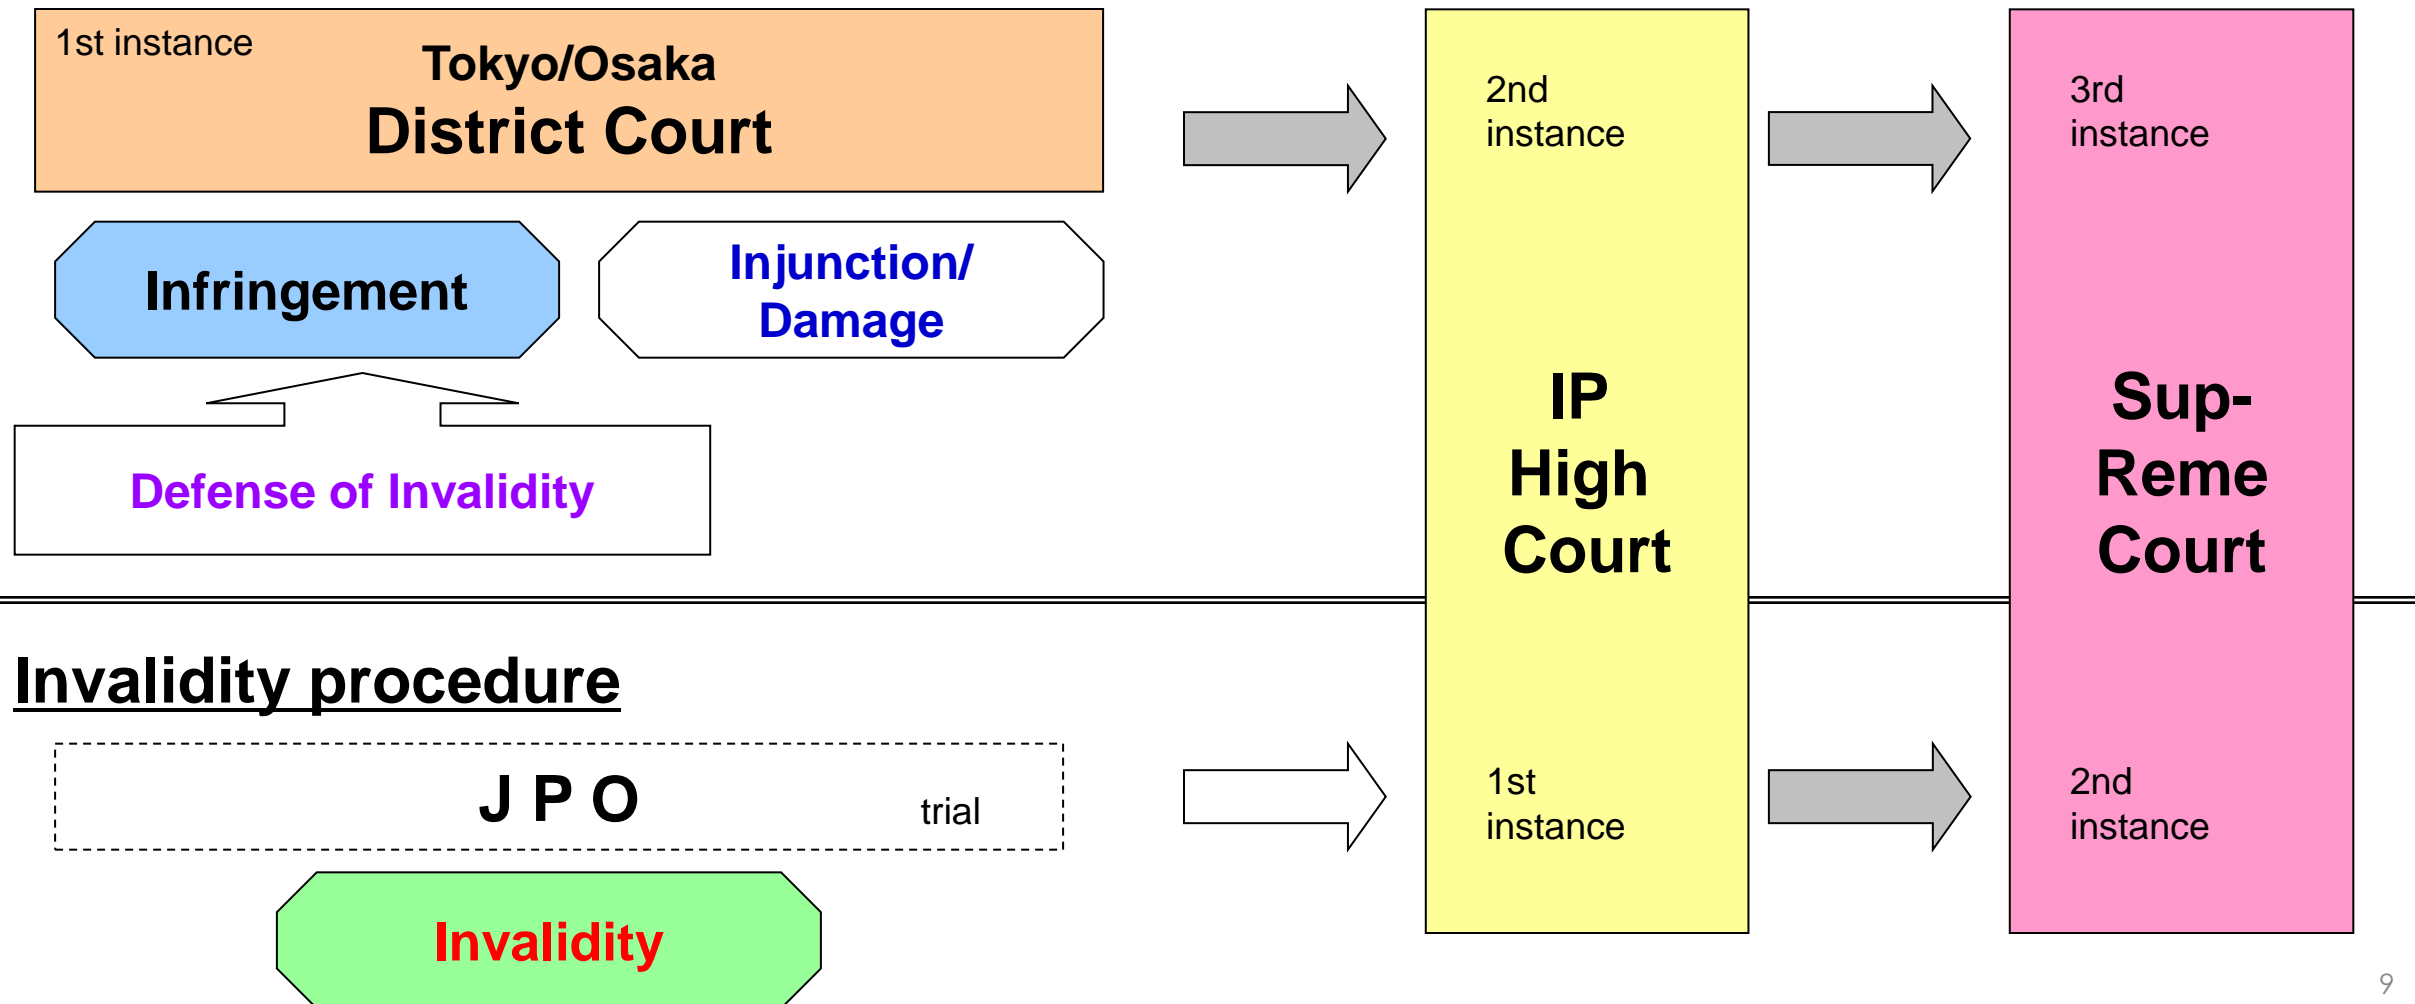 1st instance
Tokyo/Osaka
District Court
Infringement
Injunction/
Damage
Defense of Invalidity
2nd
instance
IP
High
Court
3rd
instance
Sup-
Reme
Court
Invalidity procedure
J P O
trial
Invalidity
1st
instance
2nd
instance
9